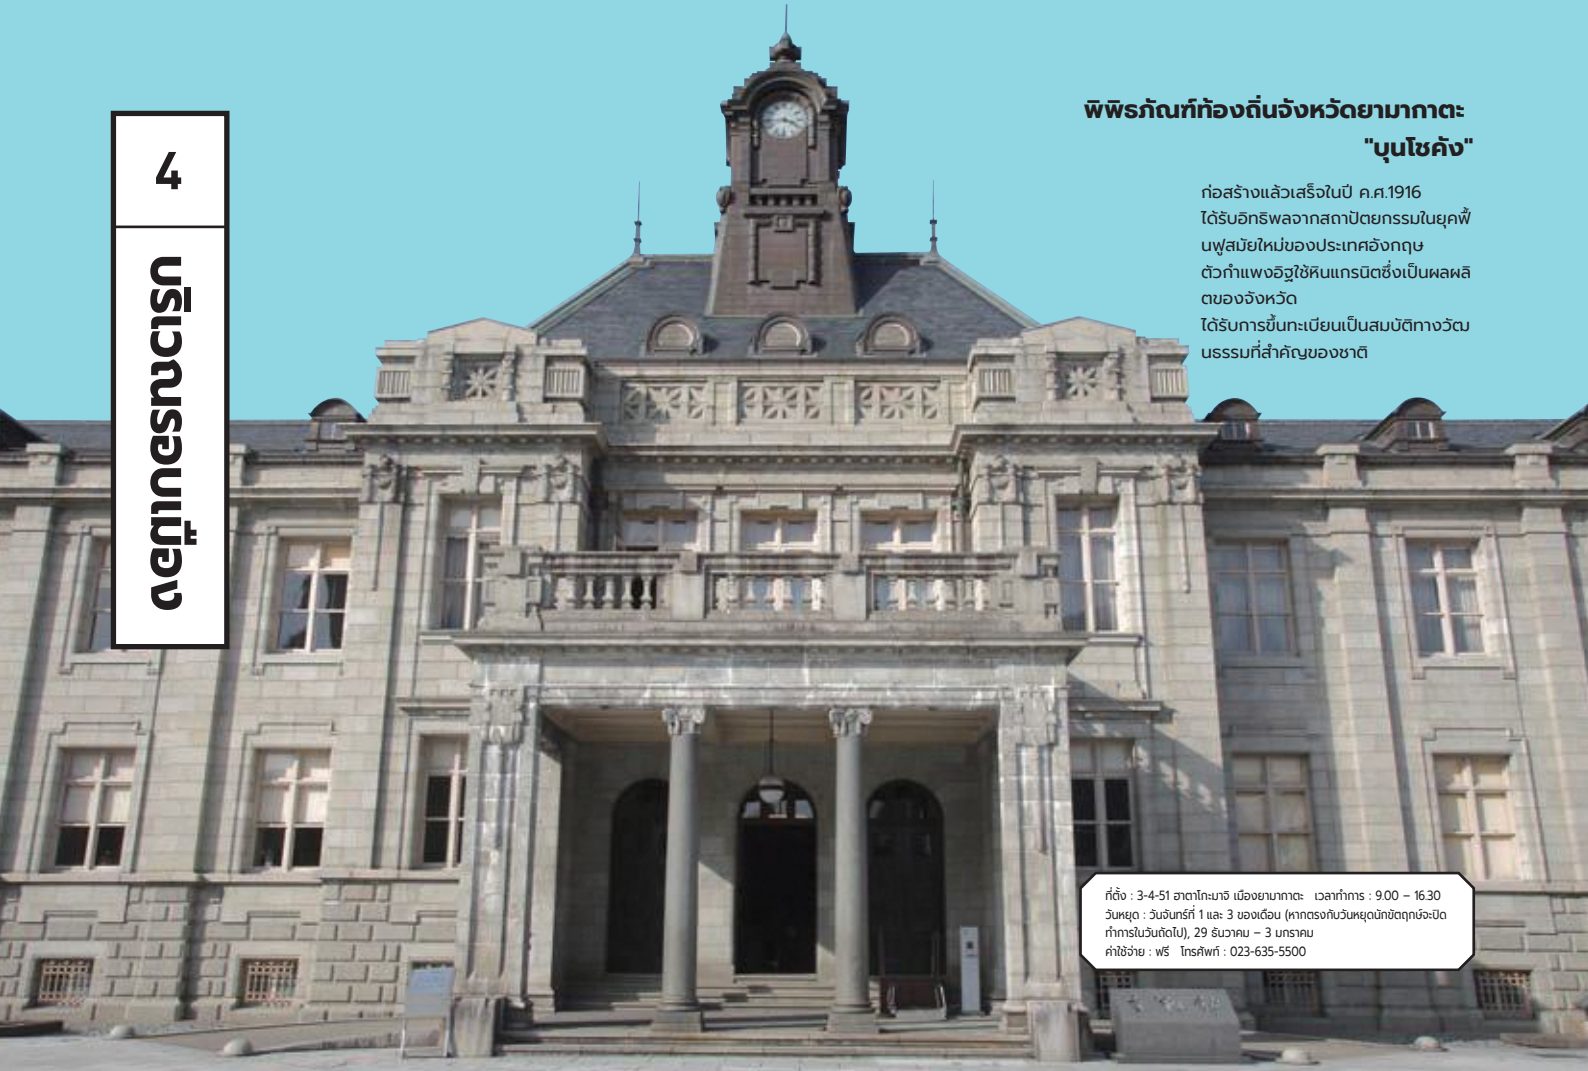 4
ปริตวณรอบกู้สอง
พิพิธภัณฑ์ท้องถิ่นจังหวัดยามากาตะ
"บุนโชคัง"
ก่อสร้างแล้วเสร็จในปี ค.ศ.1916
ได้รับอิทธิพลจากสถาปัตยกรรมในยุคฟื้
นฟูสมัยใหม่ของประเทศอังกฤษ
ตัวกำแพงอิฐใช้หินแกรนิตซึ่งเป็นผลผลิ
ตของจังหวัด
ได้รับการขึ้นทะเบียนเป็นสมบัติทางวัฒ
นธรรมที่สำคัญของชาติ
ที่ตั้ง : 3-4-51 ฮาตาโกะมาจิ เมืองยามากาตะ เวลาทำการ : 9.00 – 16.30
วันหยุด : วันจันทร์ที่ 1 และ 3 ของเดือน (หากตรงกับวันหยุดนักขัตฤกษ์จะปิด
ทำการในวันถัดไป), 29 ธันวาคม – 3 มกราคม
ค่าใช้จ่าย : ฟรี โทรศัพท์ : 023-635-5500